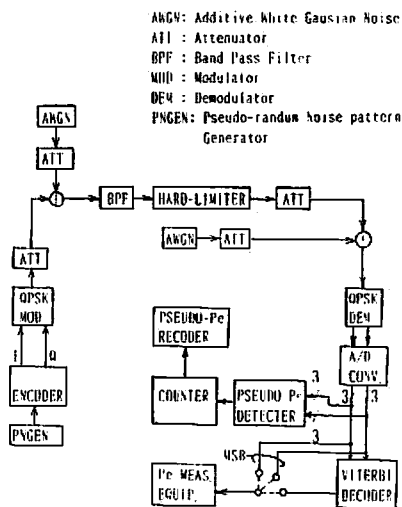 AWGN: Additive White Gausian Noise
ATT : Attenuator
BPF : Band Pass Filter
MOD : Modulator
DEM : Demodulator
PNGEN: Pseudo-randum Noise pattern
Generator
AWGN
ATT
BPF
HARD-LIMITER
ATT
AWGN
ATT
ATT
QPSK
MOD
I
Q
ENCODER
PNGEN
QPSK
DEM
A/D
CONV.
PSEUDO-Pe
RECODER
COUNTER
PSEUDO Pe
DETECTER
3
3
3
3
MSB
Pe MEAS.
EQUIP.
VITERBI
DECODER